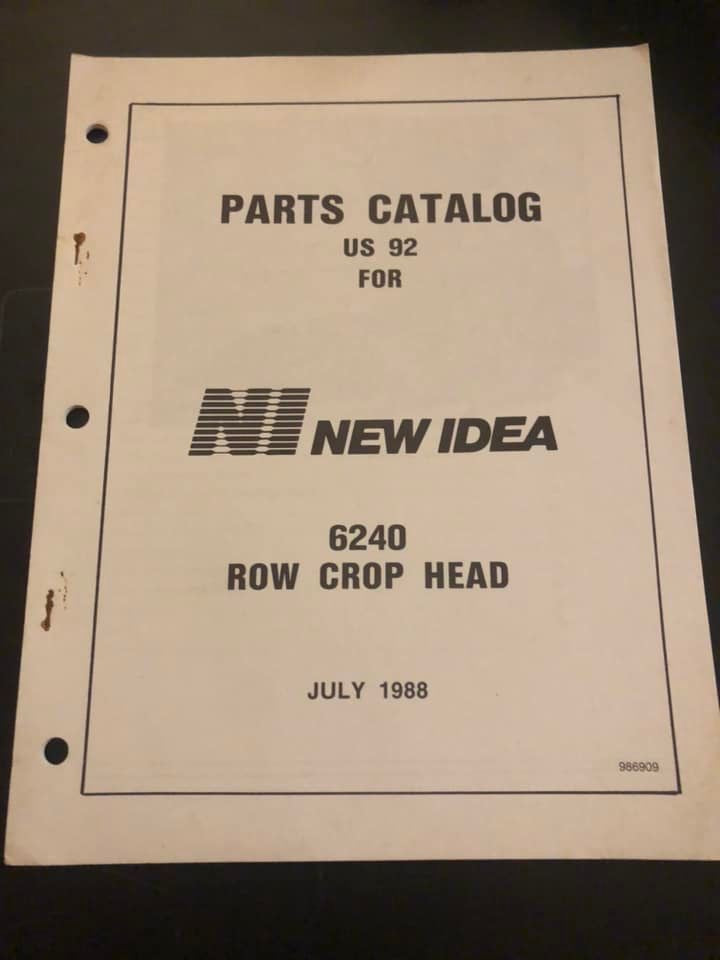 PARTS CATALOG
US 92
FOR
NI NEW IDEA
6240
ROW CROP HEAD
JULY 1988
986909